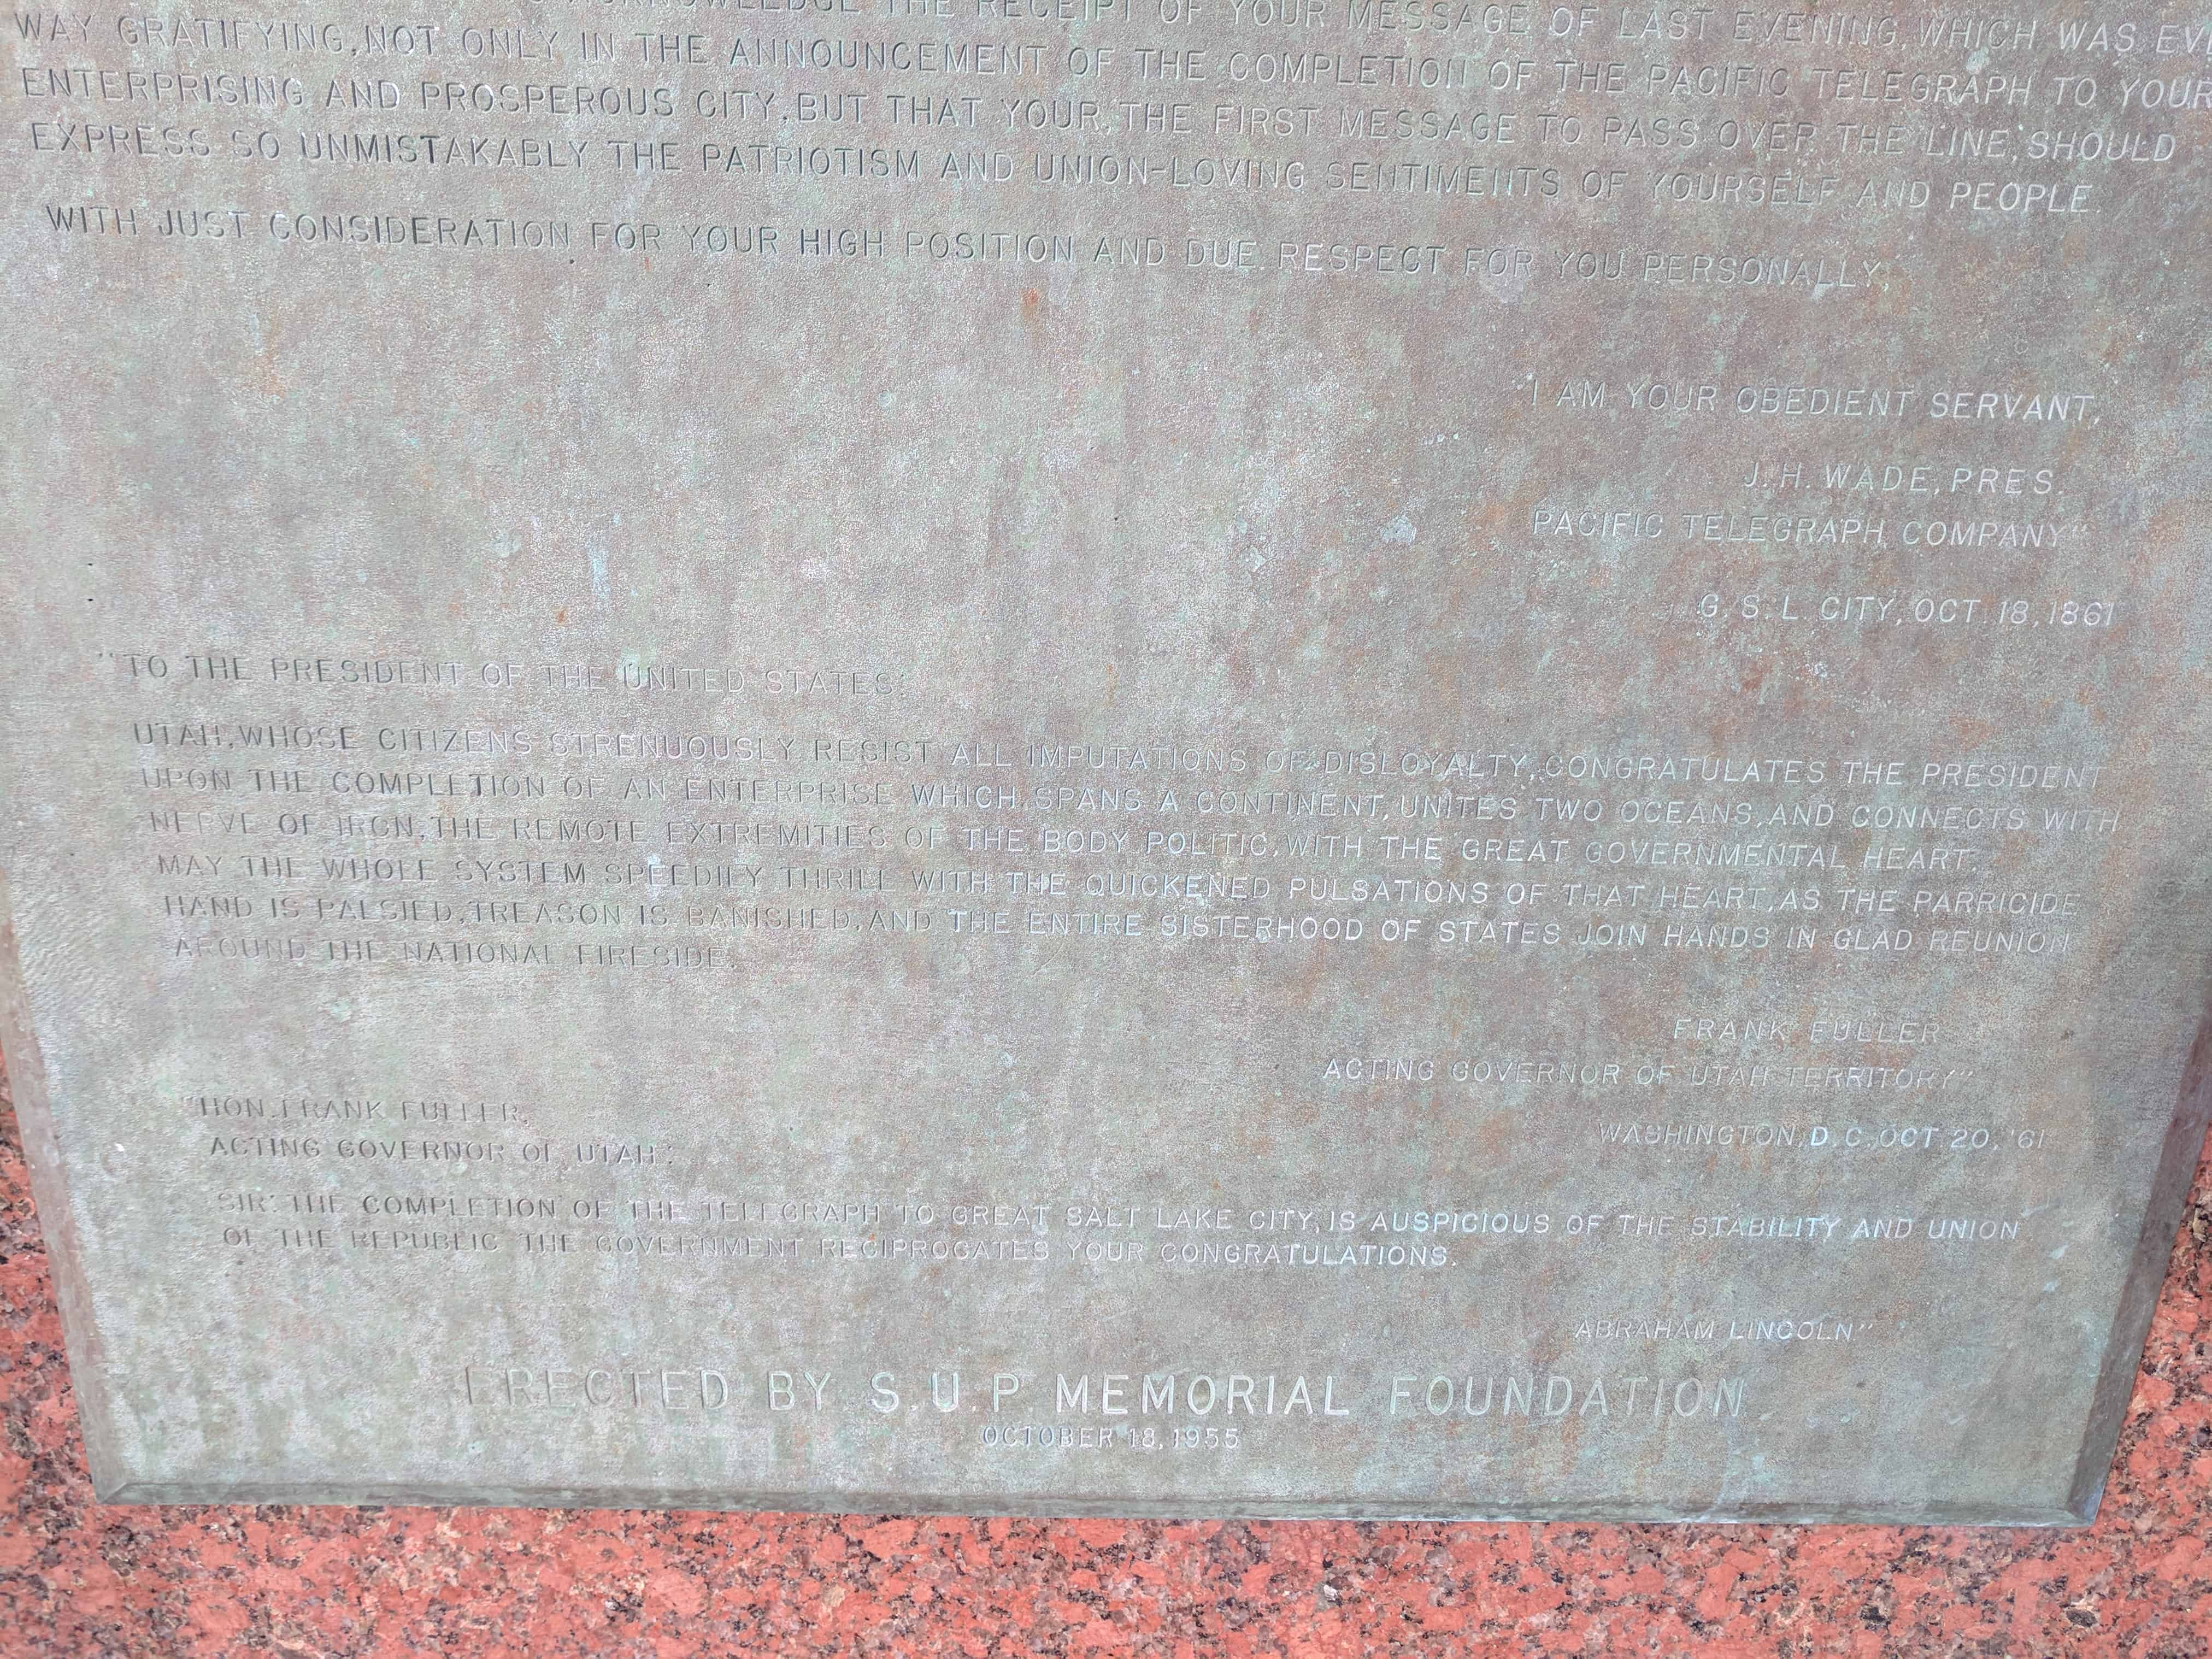 ACKNOWLEDGE THE RECEIPT OF YOUR MESSAGE OF LAST EVENING, WHICH WAS
WAY GRATIFYING, NOT ONLY IN THE ANNOUNCEMENT OF THE COMPLETION OF THE PACIFIC TELEGRAPH TO YOUR
ENTERPRISING AND PROSPEROUS CITY, BUT THAT YOUR, THE FIRST MESSAGE TO PASS OVER THE LINE, SHOULD
EXPRESS SO UNMISTAKABLY THE PATRIOTISM AND UNION-LOVING SENTIMENTS OF YOURSELF AND PEOPLE.
WITH JUST CONSIDERATION FOR YOUR HIGH POSITION AND DUE RESPECT FOR YOU PERSONALLY,
I AM YOUR OBEDIENT SERVANT,
J. H. WADE, PRES.
PACIFIC TELEGRAPH COMPANY"
G. S. L. CITY, OCT. 18, 1861
"TO THE PRESIDENT OF THE UNITED STATES:
UTAH, WHOSE CITIZENS STRENUOUSLY RESIST ALL IMPUTATIONS OF DISLOYALTY, CONGRATULATES THE PRESIDENT
UPON THE COMPLETION OF AN ENTERPRISE WHICH SPANS A CONTINENT, UNITES TWO OCEANS, AND CONNECTS WITH
NERVE OF IRON, THE REMOTE EXTREMITIES OF THE BODY POLITIC, WITH THE GREAT GOVERNMENTAL HEART.
MAY THE WHOLE SYSTEM SPEEDILY THRILL WITH THE QUICKENED PULSATIONS OF THAT HEART, AS THE PARRICIDE
HAND IS PALSIED, TREASON IS BANISHED, AND THE ENTIRE SISTERHOOD OF STATES JOIN HANDS IN GLAD REUNION
AROUND THE NATIONAL FIRESIDE.
FRANK FULLER
ACTING GOVERNOR OF UTAH TERRITORY"
"HON. FRANK FULLER,
WASHINGTON, D. C., OCT 20, '61
ACTING GOVERNOR OF UTAH:
SIR: THE COMPLETION OF THE TELEGRAPH TO GREAT SALT LAKE CITY, IS AUSPICIOUS OF THE STABILITY AND UNION
OF THE REPUBLIC THE GOVERNMENT RECIPROCATES YOUR CONGRATULATIONS.
ABRAHAM LINCOLN"
ERECTED BY S.U.P. MEMORIAL FOUNDATION
OCTOBER 18, 1955